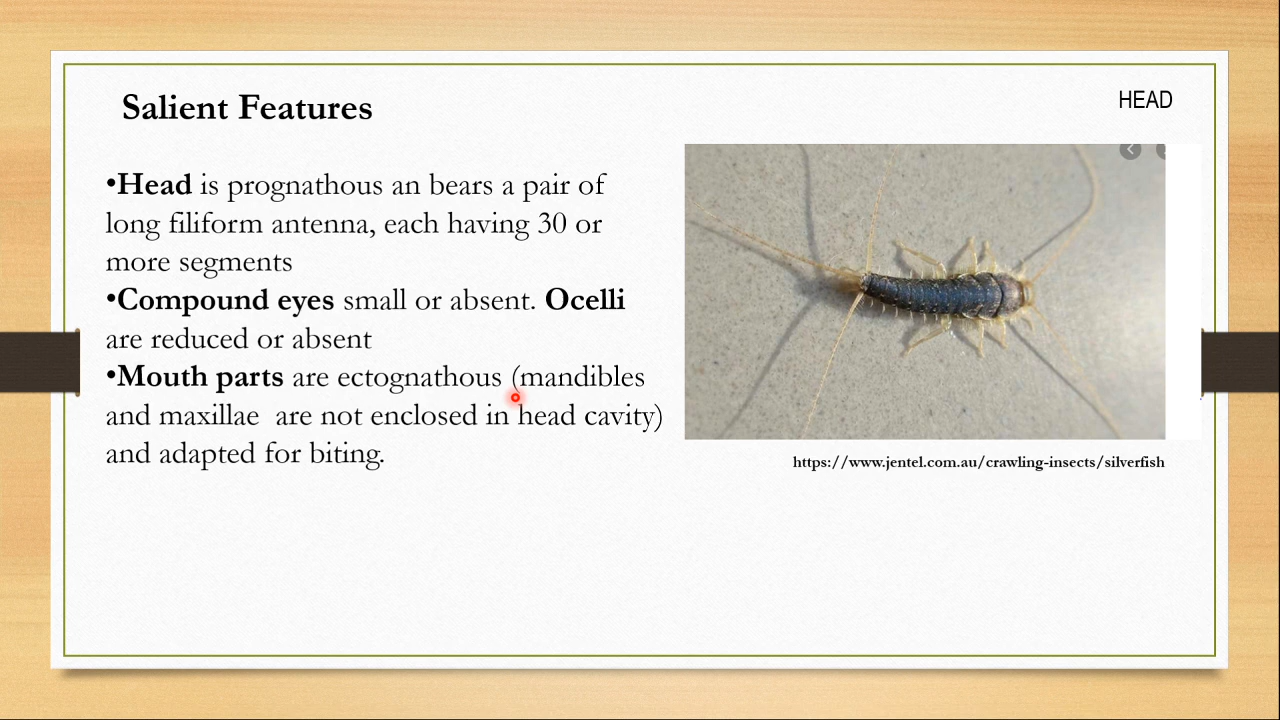 Salient Features
HEAD
•Head is prognathous an bears a pair of
long filiform antenna, each having 30 or
more segments
•Compound eyes small or absent. Ocelli
are reduced or absent
•Mouth parts are ectognathous (mandibles
and maxillae  are not enclosed in head cavity)
and adapted for biting.
https://www.jentel.com.au/crawling-insects/silverfish